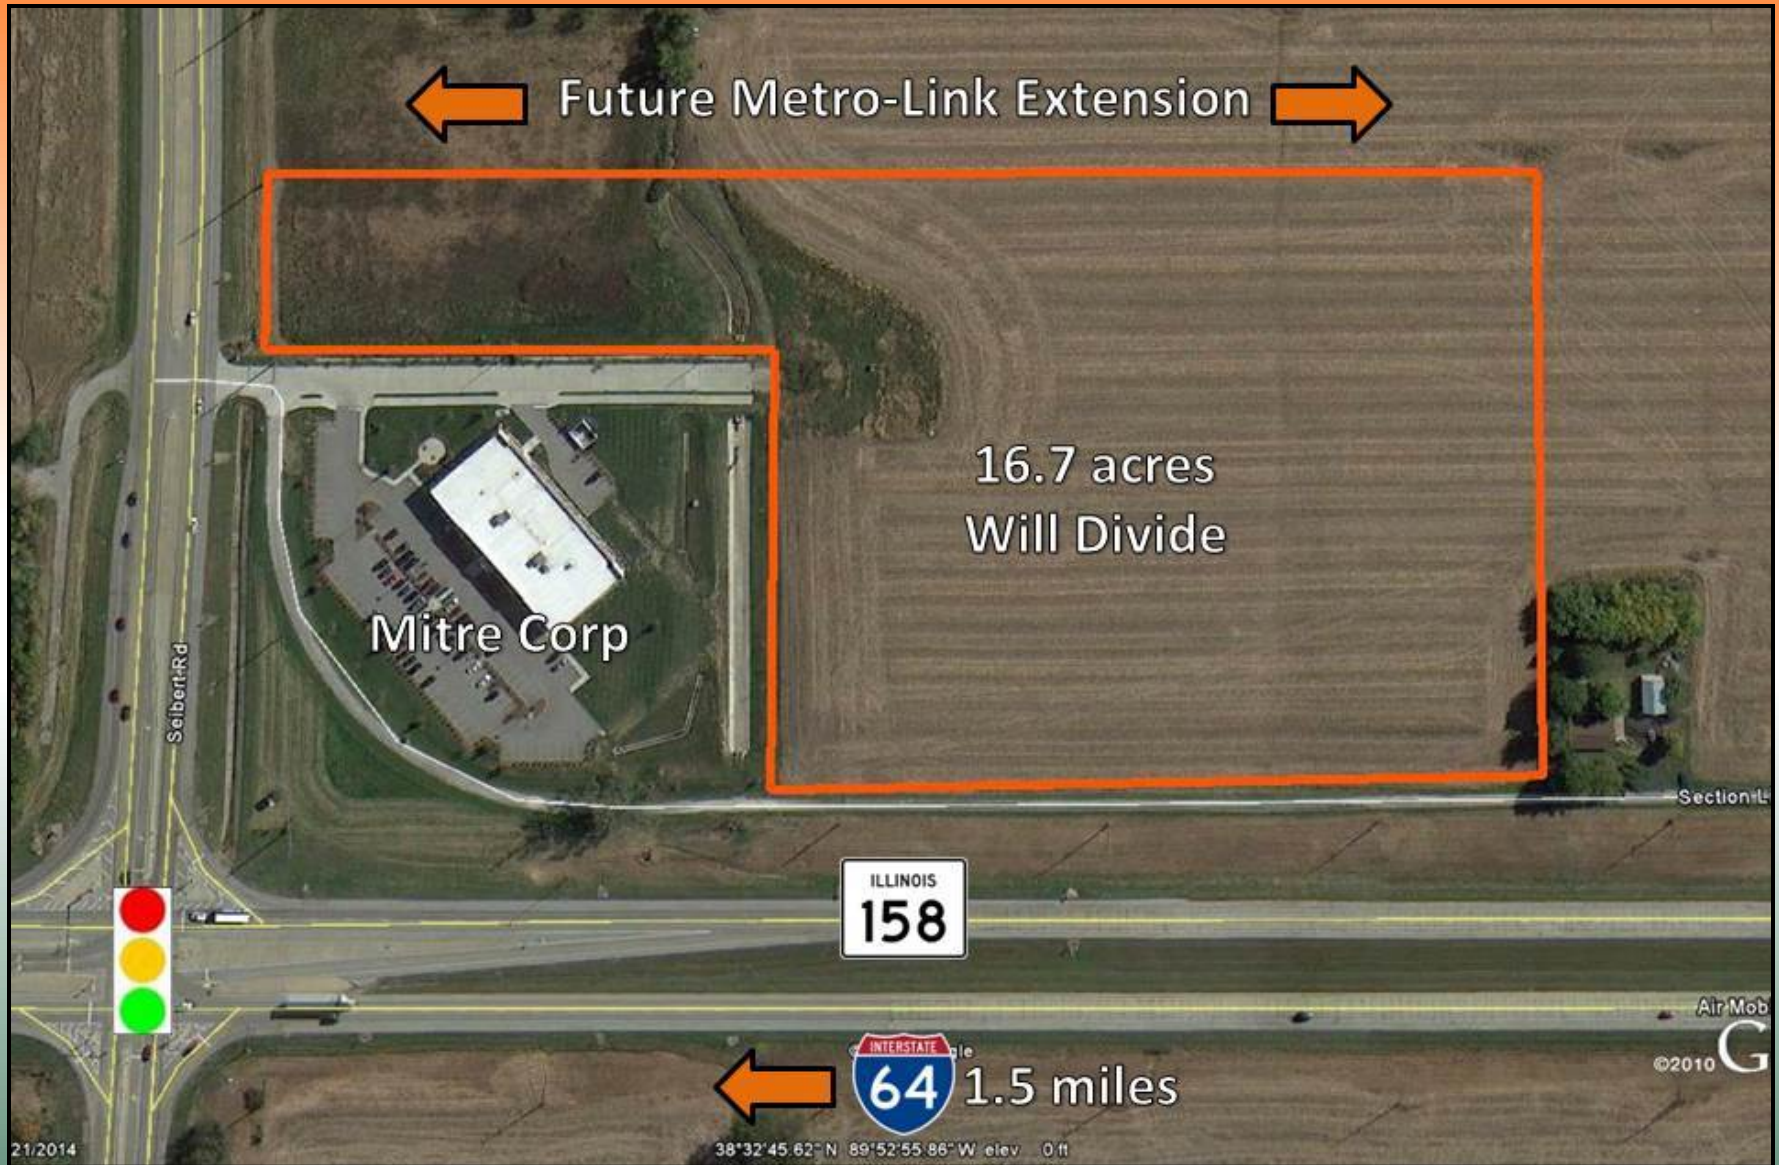 Future Metro-Link Extension
16.7 acres
Will Divide
Mitre Corp
Seibert Rd
Section L
ILLINOIS
158
Air Mob
©2010 G
INTERSTATE
64
1.5 miles
21/2014
38°32'45.62" N 89°52'55.86" W elev 0 ft